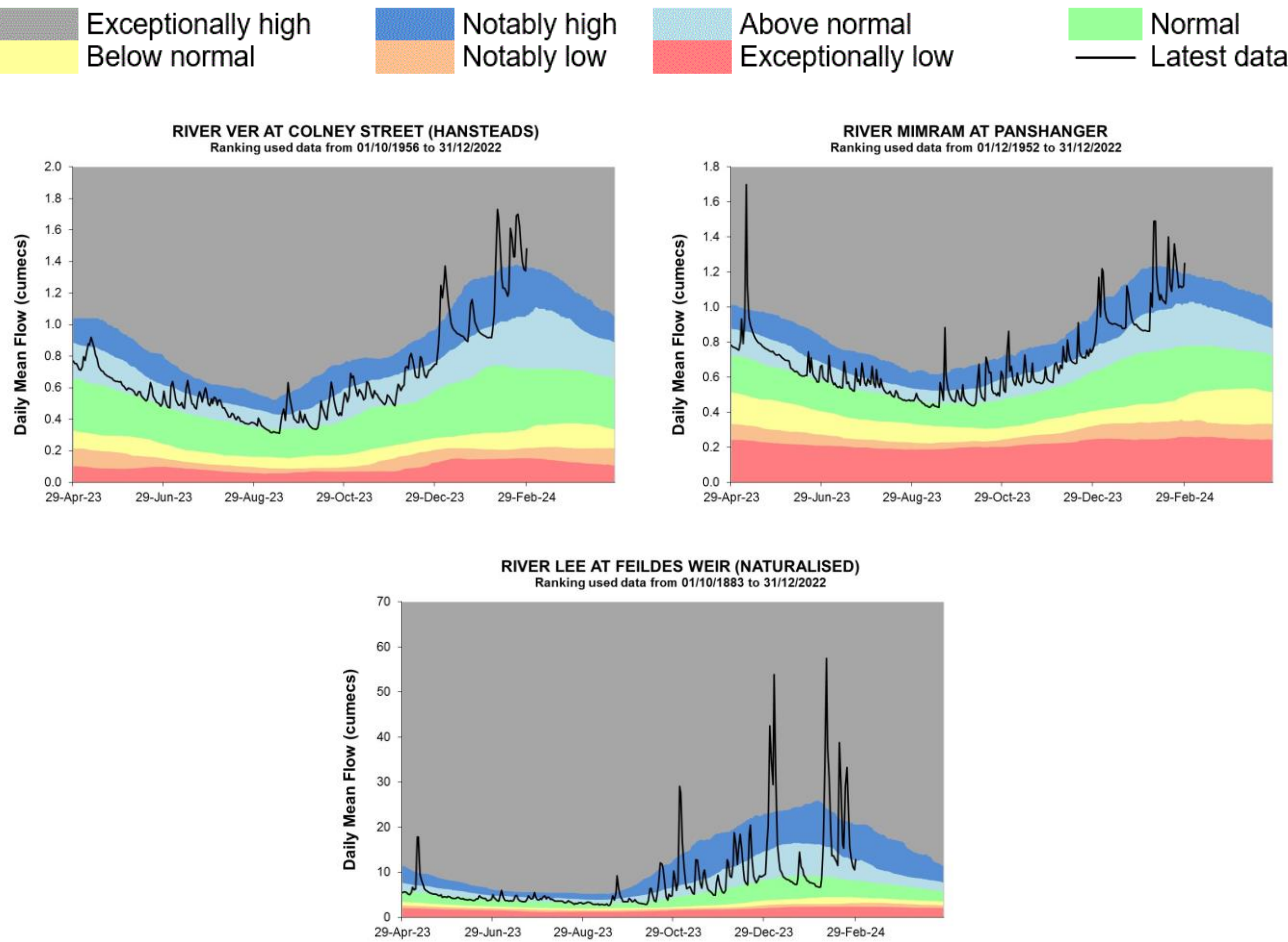 Exceptionally high
Notably high
Above normal
Normal
Below normal
Notably low
Exceptionally low
Latest data
RIVER VER AT COLNEY STREET (HANSTEADS)
Ranking used data from 01/10/1956 to 31/12/2022
Daily Mean Flow (cumecs)
2.0
1.8
1.6
1.4
1.2
1.0
0.8
0.6
0.4
0.2
0.0
29-Apr-23 29-Jun-23 29-Aug-23 29-Oct-23 29-Dec-23 29-Feb-24
RIVER MIMRAM AT PANSHANGER
Ranking used data from 01/12/1952 to 31/12/2022
Daily Mean Flow (cumecs)
1.8
1.6
1.4
1.2
1.0
0.8
0.6
0.4
0.2
0.0
29-Apr-23 29-Jun-23 29-Aug-23 29-Oct-23 29-Dec-23 29-Feb-24
RIVER LEE AT FEILDES WEIR (NATURALISED)
Ranking used data from 01/10/1883 to 31/12/2022
Daily Mean Flow (cumecs)
70
60
50
40
30
20
10
0
29-Apr-23 29-Jun-23 29-Aug-23 29-Oct-23 29-Dec-23 29-Feb-24